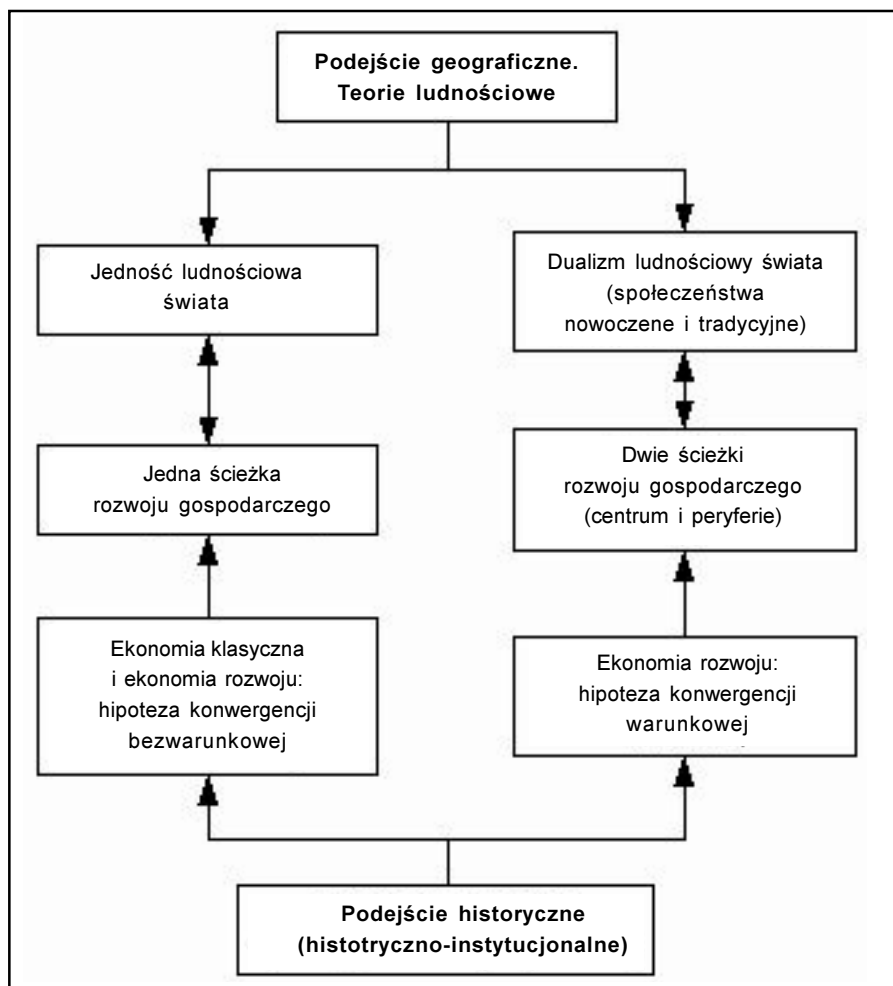 Podejście geograficzne.
Teorie ludnościowe
Jedność ludnościowa
świata
Dualizm ludnościowy świata
(społeczeństwa
nowoczene i tradycyjne)
Jedna ścieżka
rozwoju gospodarczego
Dwie ścieżki
rozwoju gospodarczego
(centrum i peryferie)
Ekonomia klasyczna
i ekonomia rozwoju:
hipoteza konwergencji
bezwarunkowej
Ekonomia rozwoju:
hipoteza konwergencji
warunkowej
Podejście historyczne
(histotryczno-instytucjonalne)